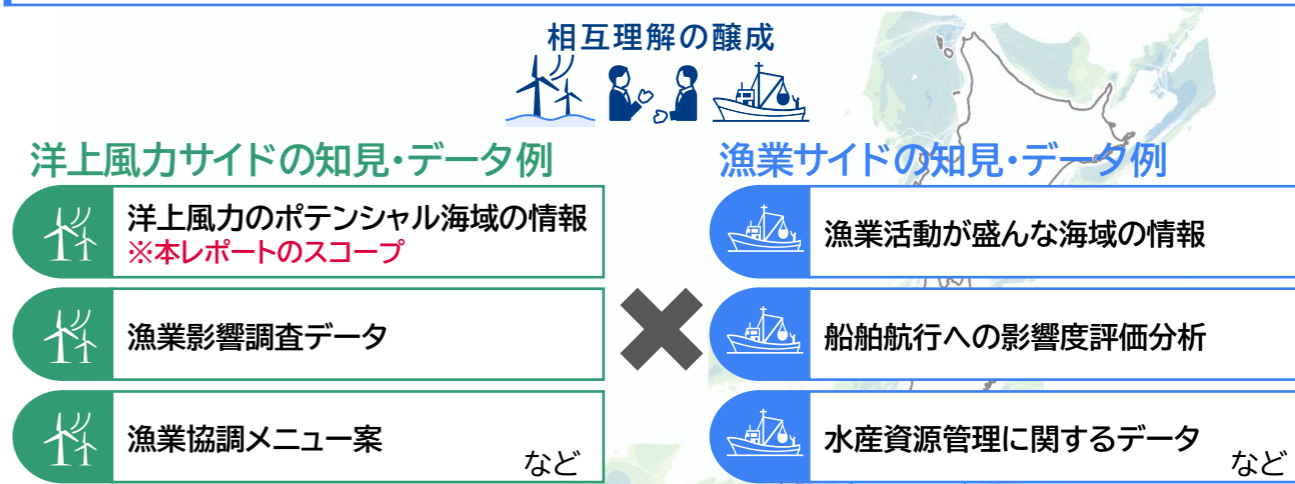 相互理解の醸成
洋上風力サイドの知見・データ例
洋上風力のポテンシャル海域の情報
※本レポートのスコープ
漁業影響調査データ
漁業協調メニュー案
など
漁業サイドの知見・データ例
漁業活動が盛んな海域の情報
船舶航行への影響度評価分析
水産資源管理に関するデータ
など